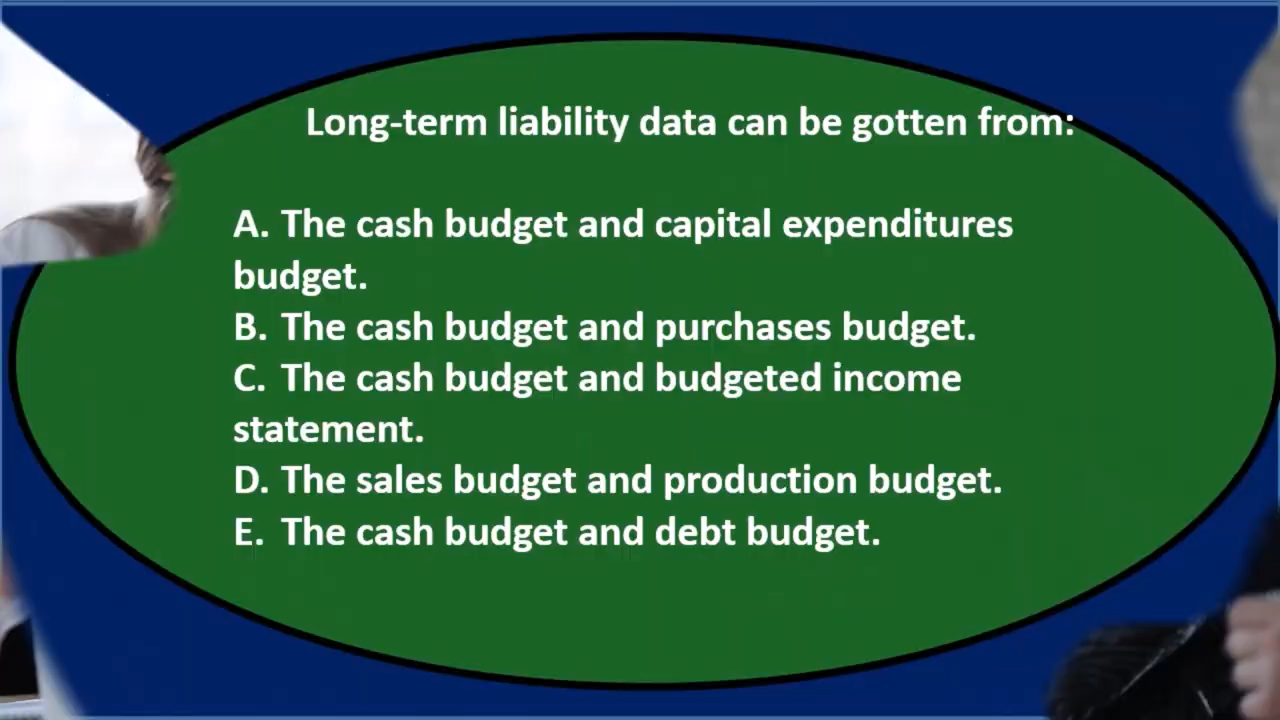 Long-term liability data can be gotten from:
A. The cash budget and capital expenditures
budget.
B. The cash budget and purchases budget.
C. The cash budget and budgeted income
statement.
D. The sales budget and production budget.
E. The cash budget and debt budget.